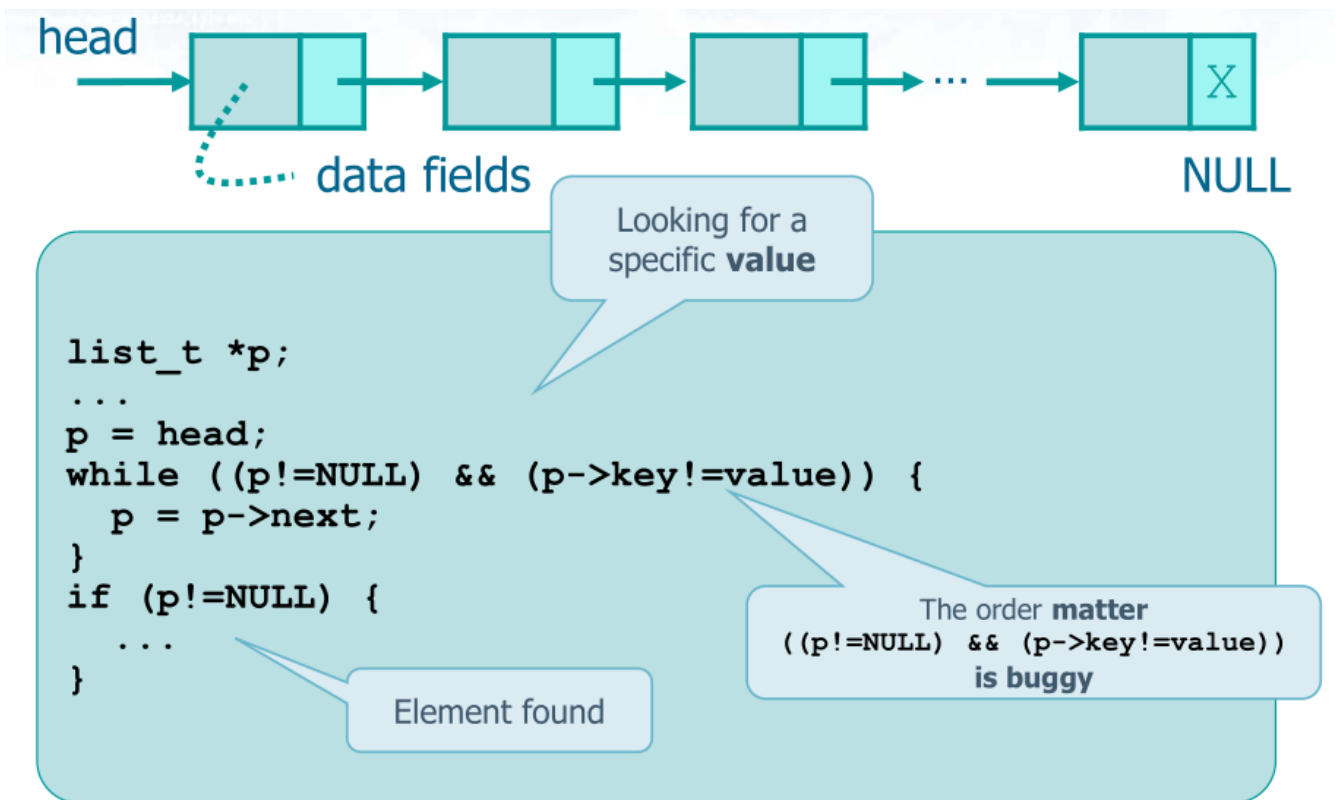 head
...
X
data fields
NULL
Looking for a
specific value
list_t *p;
...
p = head;
while ((p!=NULL) && (p->key!=value)) {
p = p->next;
}
if (p!=NULL) {
...
}
The order matter
((p!=NULL) && (p->key!=value))
is buggy
Element found